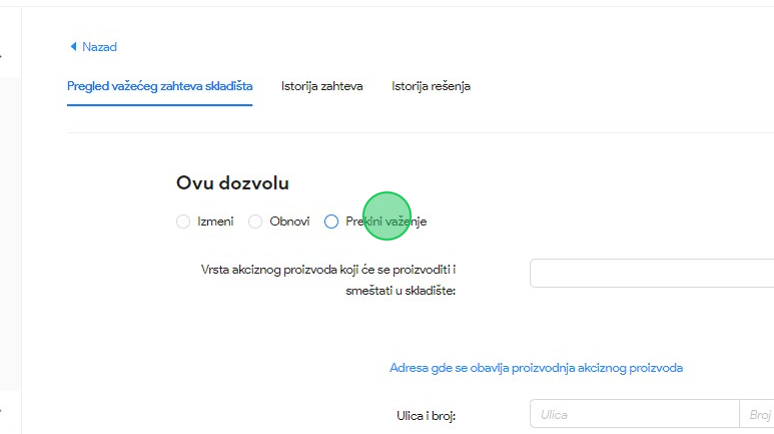 Nazad
Pregled važećeg zahteva skladišta Istorija zahteva Istorija rešenja
Ovu dozvolu
Izmeni Obnovi Prekini važenje
Vrsta akciznog proizvoda koji će se proizvoditi i
smeštati u skladište:
Adresa gde se obavlja proizvodnja akciznog proizvoda
Ulica i broj: Ulica Broj